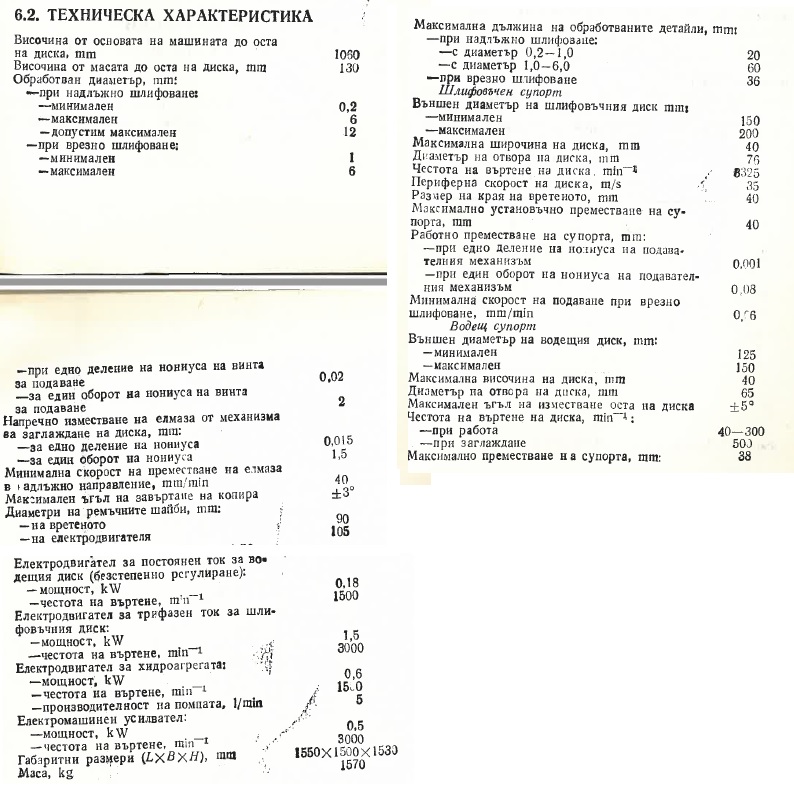 6.2. ТЕХНИЧЕСКА ХАРАКТЕРИСТИКА
Височина от основата на машината до оста
на диска, mm 1060
Височина от масата до оста на диска, mm 130
Обработван диаметър, mm:
—при надлъжно шлифоване:
—минимален 0,2
—максимален 6
—допустим максимален 12
—при врезно шлифоване:
—минимален 1
—максимален 6
Максимална дължина на обработваните детайли, mm:
—при надлъжно шлифоване:
—с диаметър 0,2—1,0 20
—с диаметър 1,0—6,0 60
—при врезно шлифоване 36
Шлифовъчен супорт
Външен диаметър на шлифовъчния диск mm:
—минимален 150
—максимален 200
Максимална широчина на диска, mm 40
Диаметър на отвора на диска, mm 76
Честота на въртене на диска, min—1 8325
Периферна скорост на диска, m/s 35
Размер на края на вретеното, mm 40
Максимално установъчно преместване на су-
порта, mm 40
Работно преместване на супорта, mm:
—при едно деление на нониуса на подава-
телния механизъм 0,001
—при един оборот на нониуса на подавател-
ния механизъм 0,08
Минимална скорост на подаване при врезно
шлифоване, mm/min
Водещ супорт
Външен диаметър на водещия диск, mm:
—минимален 125
—максимален 150
Максимална височина на диска, mm 40
Диаметър на отвора на диска, mm 65
Максимален ъгъл на изместване оста на диска ±5°
Честота на въртене на диска, min—1:
—при работа 40—300
—при заглаждане 500
Максимално преместване на супорта, mm: 38
—при едно деление на нониуса на винта
за подаване 0,02
—за един оборот на нониуса на винта
за подаване 2
Напречно изместване на елмаза от механизма
за заглаждане на диска, mm:
—за едно деление на нониуса 0,015
—за един оборот на нониуса 1,5
Минимална скорост на преместване на елмаза
в надлъжно направление, mm/min 40
Максимален ъгъл на завъртане на копира ±3°
Диаметри на ремъчните шайби, mm:
—на вретеното 90
—на електродвигателя 105
Електродвигател за постоянен ток за во-
дещия диск (безстепенно регулиране):
—мощност, kW 0,18
—честота на въртене, min—1 1500
Електродвигател за трифазен ток за шли-
фовъчния диск:
—мощност, kW 1,5
—честота на въртене, min—1 3000
Електродвигател за хидроагрегата:
—мощност, kW 0,6
—честота на въртене, min—1
—производителност на помпата, l/min 5
Електромашинен усилвател:
—мощност, kW 0,5
—честота на въртене, min—1 3000
Габаритни размери (L×B×H), mm 1550×1500×1530
Маса, kg 1570